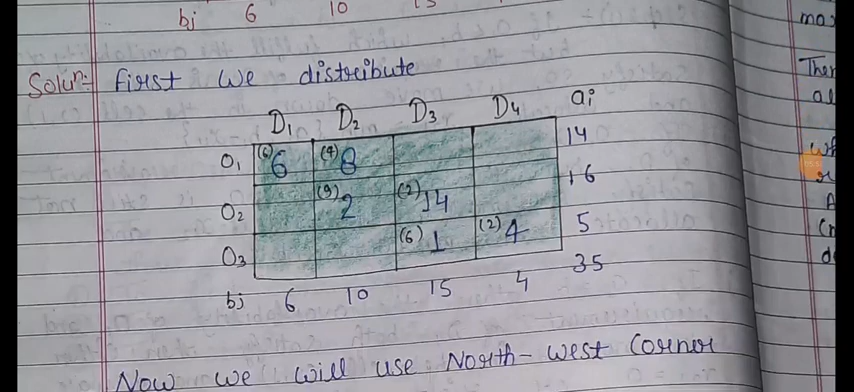 bj 6 10 15
Solun:- First we distribute
D1 D2 D3 D4 ai
O1 (6)6 (4)8 14
O2 (9)2 (2)14 16
O3 (6)1 (2)4 5
bj 6 10 15 4 35
Now we will use North-west Corner